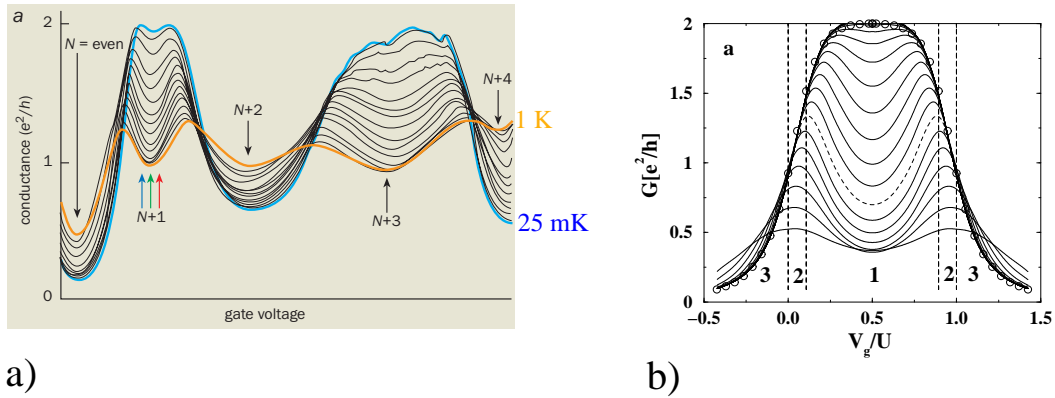 a
2
1
0
conductance (e²/h)
N = even
N+1
N+2
N+3
N+4
1 K
25 mK
gate voltage
a)
a
2
1.5
1
0.5
0
G[e²/h]
3
2
1
2
3
−0.5
0.0
0.5
1.0
1.5
V_g/U
b)